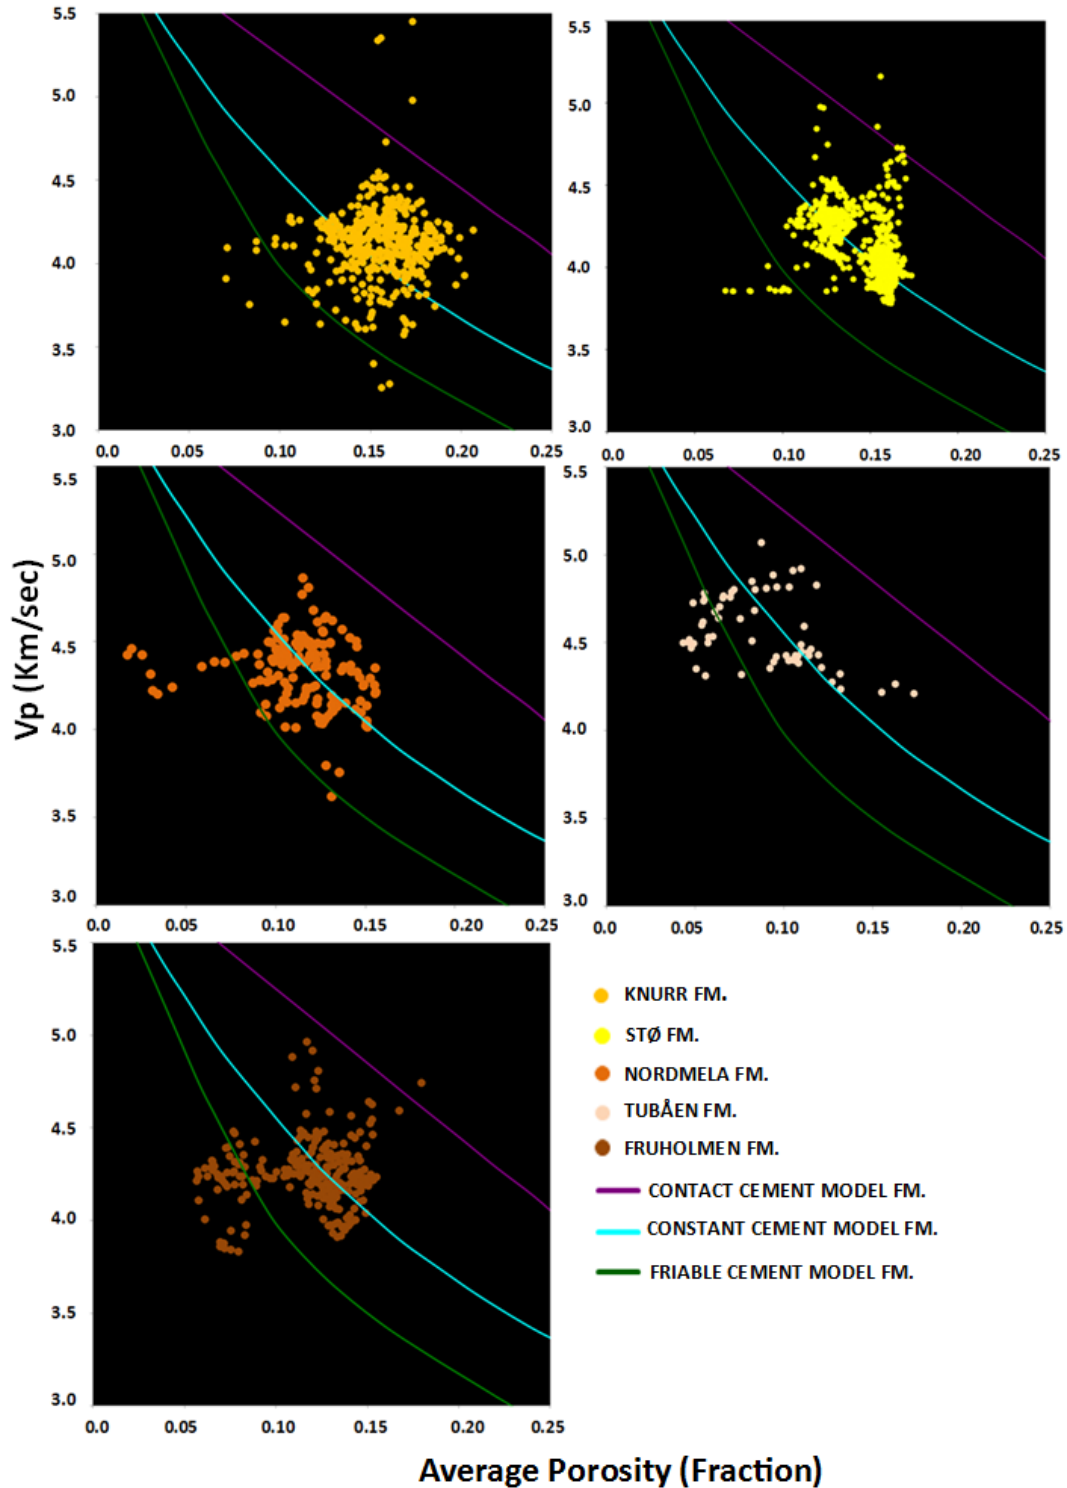 5.5
5.0
4.5
4.0
3.5
3.0
0.0 0.05 0.10 0.15 0.20 0.25
5.5
5.0
4.5
4.0
3.5
3.0
0.0 0.05 0.10 0.15 0.20 0.25
Vp (Km/sec)
5.5
5.0
4.5
4.0
3.5
3.0
0.0 0.05 0.10 0.15 0.20 0.25
5.5
5.0
4.5
4.0
3.5
3.0
0.0 0.05 0.10 0.15 0.20 0.25
5.5
5.0
4.5
4.0
3.5
3.0
0.0 0.05 0.10 0.15 0.20 0.25
KNURR FM.
STØ FM.
NORDMELA FM.
TUBÅEN FM.
FRUHOLMEN FM.
CONTACT CEMENT MODEL FM.
CONSTANT CEMENT MODEL FM.
FRIABLE CEMENT MODEL FM.
Average Porosity (Fraction)